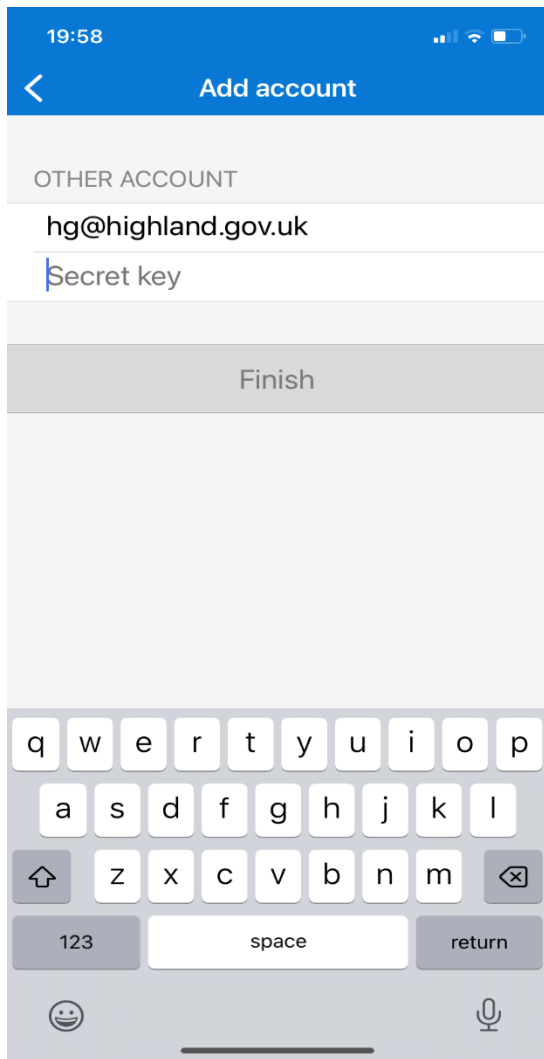 19:58
Add account
OTHER ACCOUNT
hg@highland.gov.uk
Secret key
Finish
q w e r t y u i o p
a s d f g h j k l
z x c v b n m
123 space return